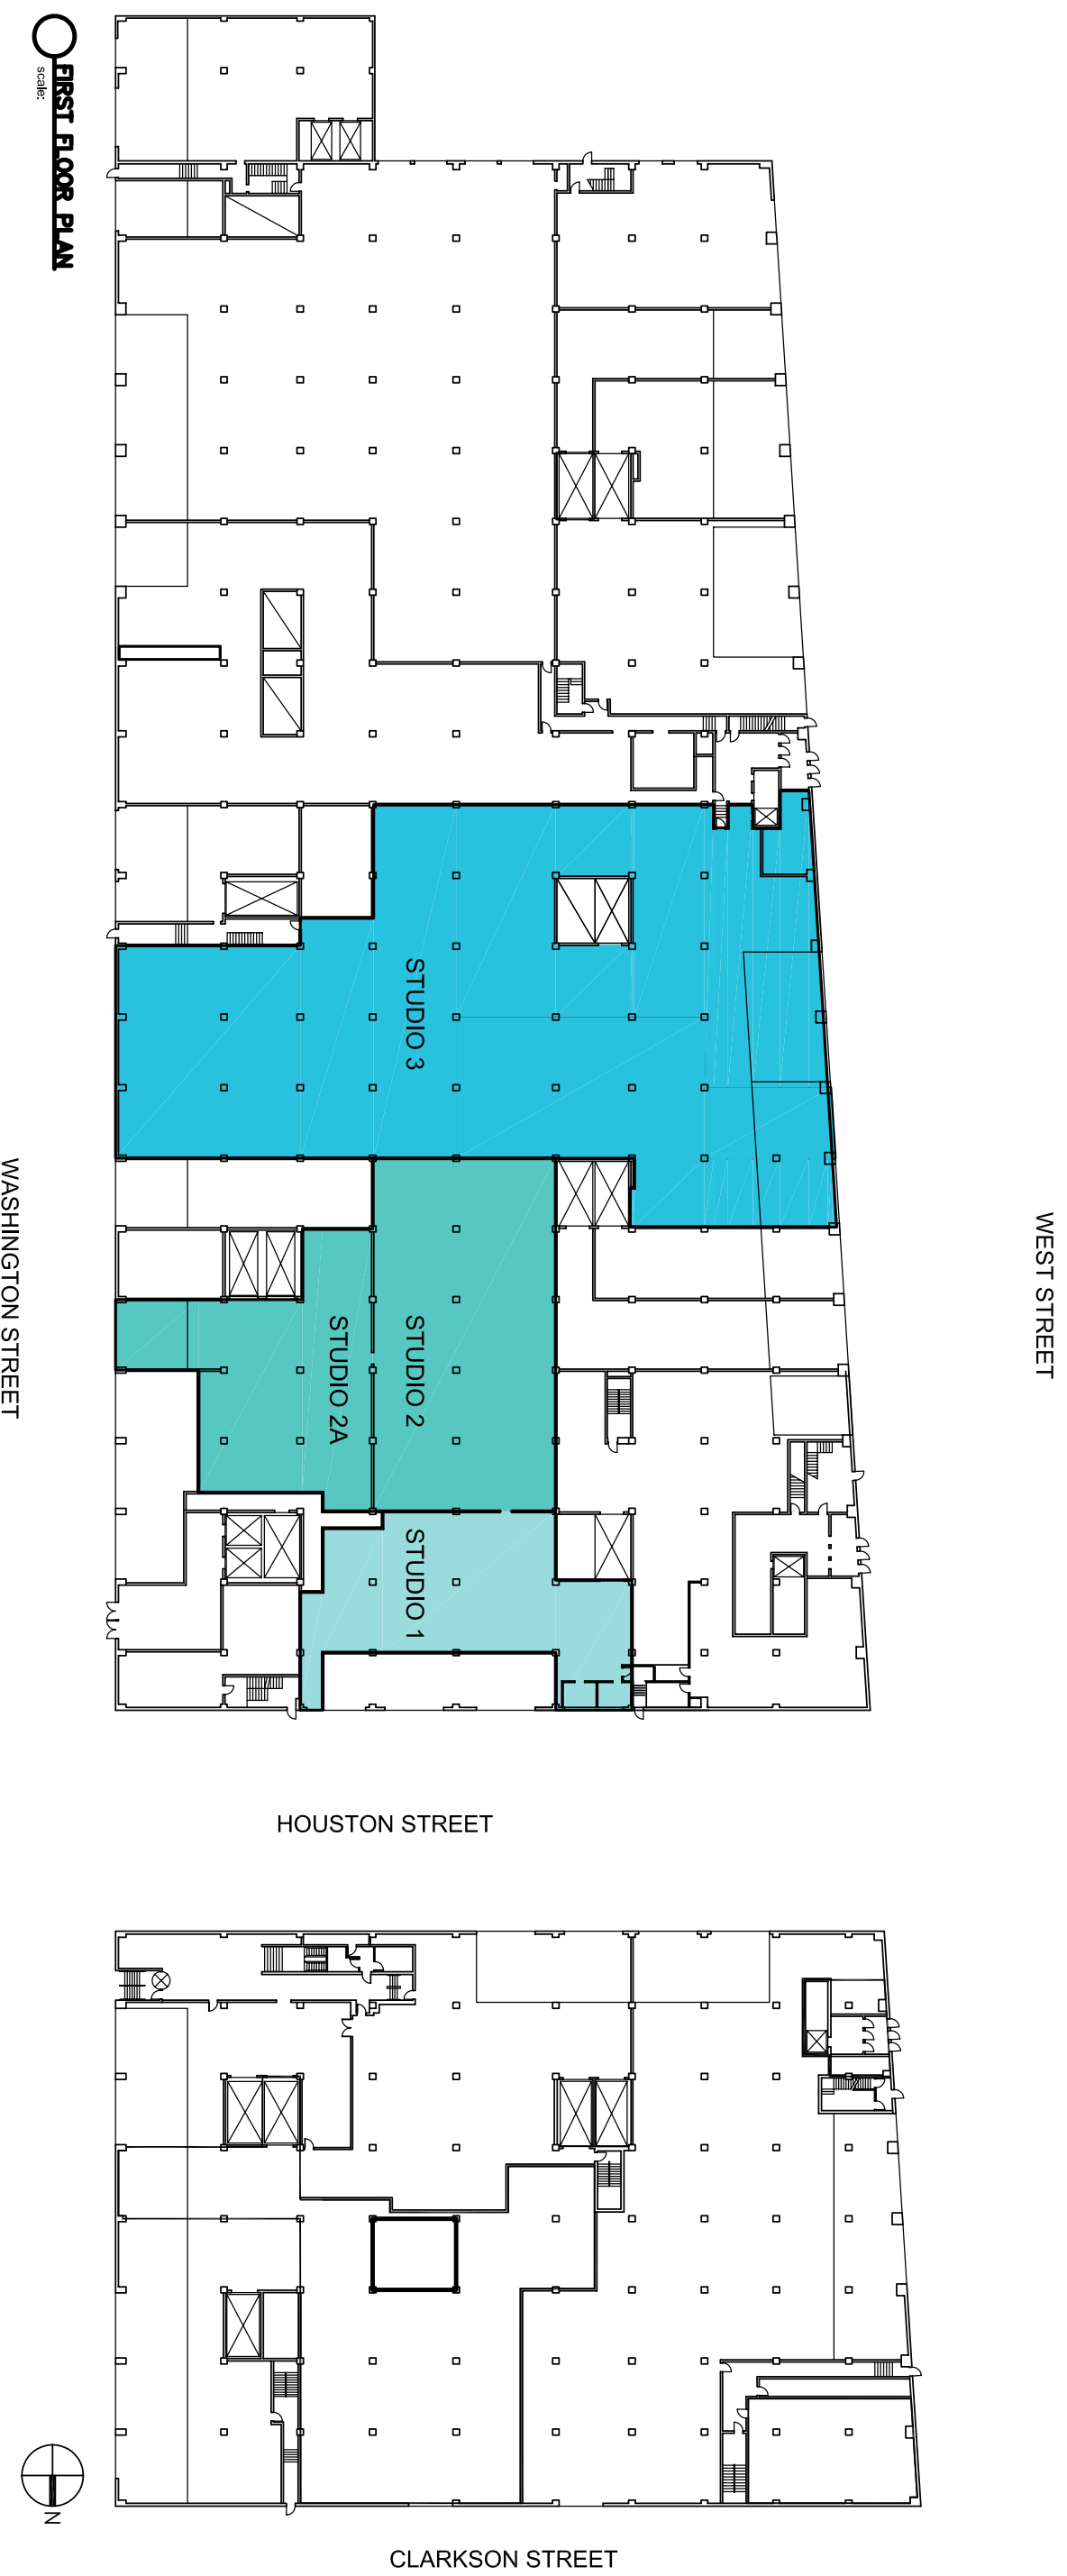 FIRST FLOOR PLAN
scale:
STUDIO 3
WASHINGTON STREET
WEST STREET
STUDIO 2A
STUDIO 2
STUDIO 1
HOUSTON STREET
N
CLARKSON STREET